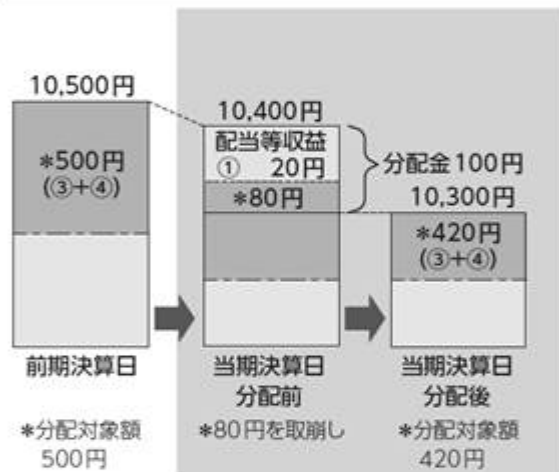 10,500円
*500円
(③+④)
前期決算日
*分配対象額
500円
10,400円
配当等収益
① 20円
*80円
分配金100円
当期決算日
分配前
*80円を取崩し
10,300円
*420円
(③+④)
当期決算日
分配後
*分配対象額
420円